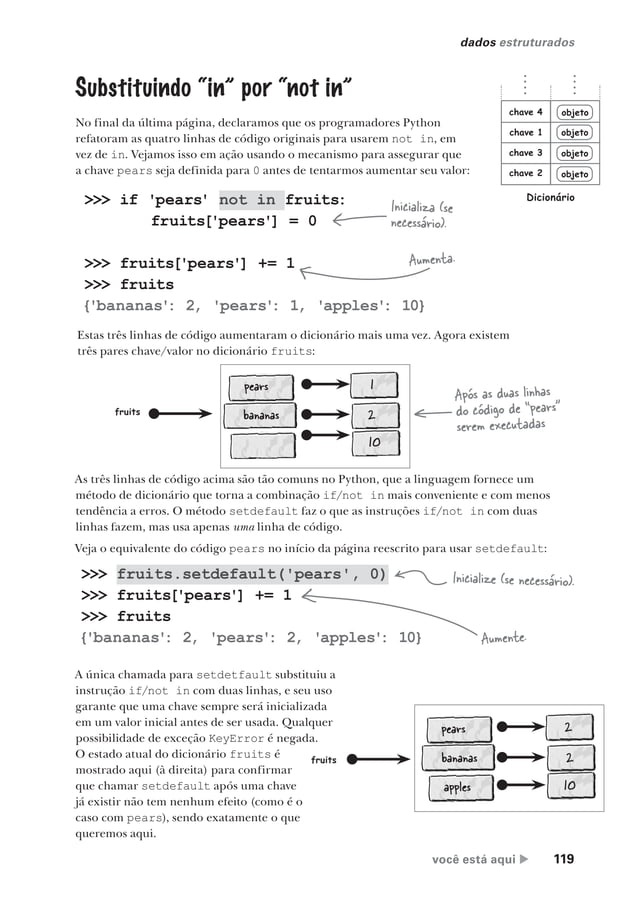 dados estruturados
Substituindo “in” por “not in”
No final da última página, declaramos que os programadores Python
refatoram as quatro linhas de código originais para usarem not in, em
vez de in. Vejamos isso em ação usando o mecanismo para assegurar que
a chave pears seja definida para 0 antes de tentarmos aumentar seu valor:
chave 4 objeto
chave 1 objeto
chave 3 objeto
chave 2 objeto
Dicionário
>>> if 'pears' not in fruits:
fruits['pears'] = 0
Inicializa (se
necessário).
>>> fruits['pears'] += 1
Aumenta.
>>> fruits
{'bananas': 2, 'pears': 1, 'apples': 10}
Estas três linhas de código aumentaram o dicionário mais uma vez. Agora existem
três pares chave/valor no dicionário fruits:
fruits
pears 1
bananas 2
10
Após as duas linhas
do código de “pears”
serem executadas
As três linhas de código acima são tão comuns no Python, que a linguagem fornece um
método de dicionário que torna a combinação if/not in mais conveniente e com menos
tendência a erros. O método setdefault faz o que as instruções if/not in com duas
linhas fazem, mas usa apenas uma linha de código.
Veja o equivalente do código pears no início da página reescrito para usar setdefault:
>>> fruits.setdefault('pears', 0)
Inicialize (se necessário).
>>> fruits['pears'] += 1
>>> fruits
{'bananas': 2, 'pears': 2, 'apples': 10}
Aumente.
A única chamada para setdetfault substituiu a
instrução if/not in com duas linhas, e seu uso
garante que uma chave sempre será inicializada
em um valor inicial antes de ser usada. Qualquer
possibilidade de exceção KeyError é negada.
O estado atual do dicionário fruits é
mostrado aqui (à direita) para confirmar
que chamar setdefault após uma chave
já existir não tem nenhum efeito (como é o
caso com pears), sendo exatamente o que
queremos aqui.
fruits
pears 2
bananas 2
apples 10
você está aqui ▶ 119